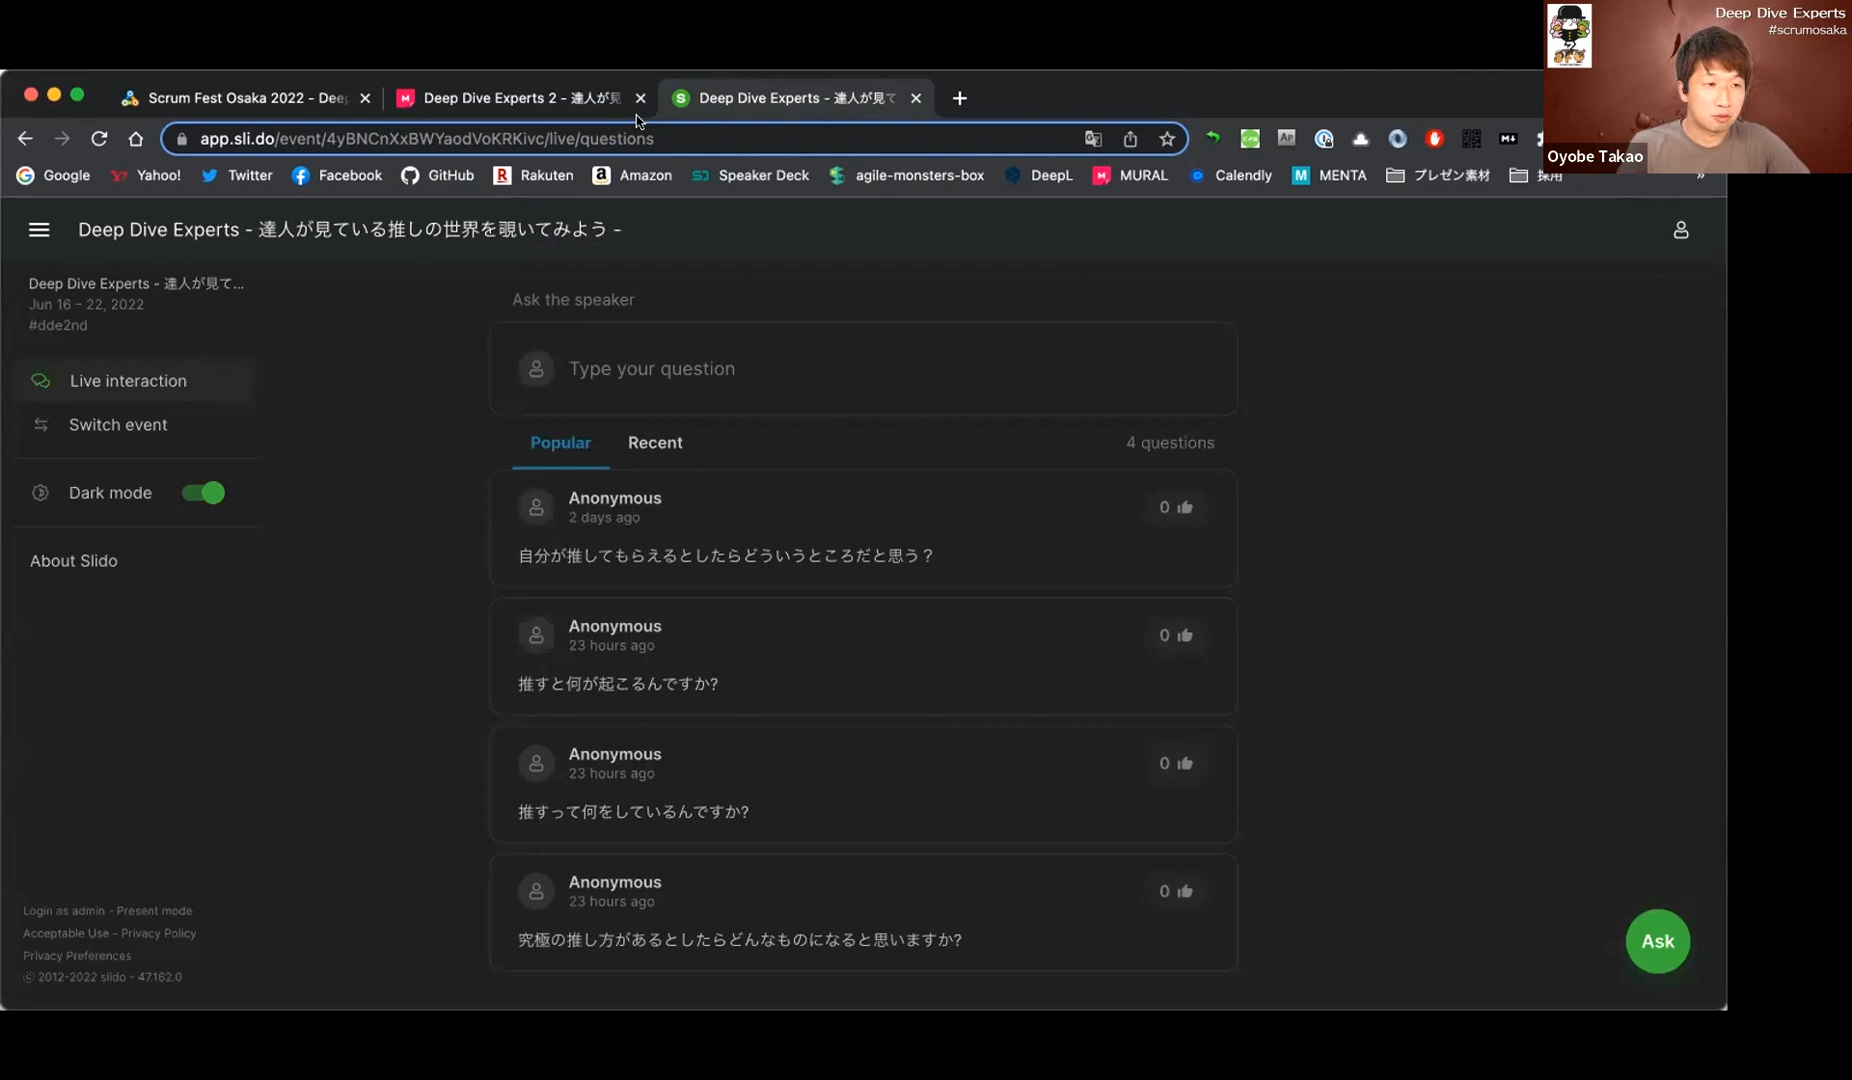 Deep Dive Experts
#scrumosaka
Oyobe Takao
Scrum Fest Osaka 2022 - Deep
Deep Dive Experts 2 - 達人が見
Deep Dive Experts - 達人が見て
app.sli.do/event/4yBNCnXxBWYaodVoKRKivc/live/questions
Google Yahoo! Twitter Facebook GitHub Rakuten Amazon Speaker Deck agile-monsters-box DeepL MURAL Calendly MENTA プレゼン素材 採用 »
Deep Dive Experts - 達人が見ている推しの世界を覗いてみよう -
Deep Dive Experts - 達人が見て...
Jun 16 – 22, 2022
#dde2nd
Live interaction
Switch event
Dark mode
About Slido
Ask the speaker
Type your question
Popular Recent 4 questions
Anonymous
2 days ago
0
自分が推してもらえるとしたらどういうところだと思う？
Anonymous
23 hours ago
0
推すと何が起こるんですか?
Anonymous
23 hours ago
0
推すって何をしているんですか?
Anonymous
23 hours ago
0
究極の推し方があるとしたらどんなものになると思いますか?
Login as admin - Present mode
Acceptable Use - Privacy Policy
Privacy Preferences
© 2012-2022 slido - 47.162.0
Ask